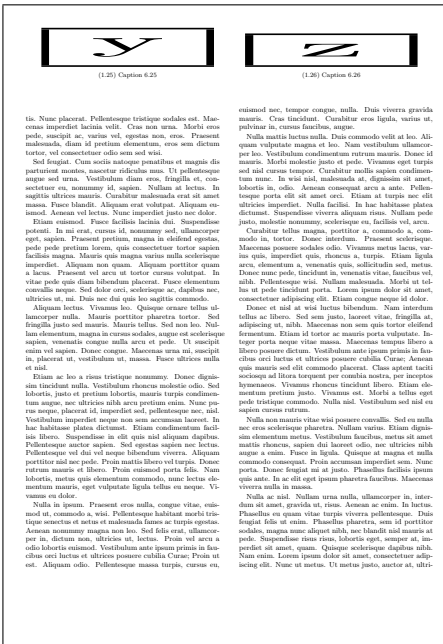 y
z
(1.25) Caption 6.25
(1.26) Caption 6.26
tis. Nunc placerat. Pellentesque tristique sodales est. Mae-
cenas imperdiet lacinia velit. Cras non urna. Morbi eros
pede, suscipit ac, varius vel, egestas non, eros. Praesent
malesuada, diam id pretium elementum, eros sem dictum
tortor, vel consectetuer odio sem sed wisi.
Sed feugiat. Cum sociis natoque penatibus et magnis dis
parturient montes, nascetur ridiculus mus. Ut pellentesque
augue sed urna. Vestibulum diam eros, fringilla et, con-
sectetuer eu, nonummy id, sapien. Nullam at lectus. In
sagittis ultrices mauris. Curabitur malesuada erat sit amet
massa. Fusce blandit. Aliquam erat volutpat. Aliquam eu-
ismod. Aenean vel lectus. Nunc imperdiet justo nec dolor.
Etiam euismod. Fusce facilisis lacinia dui. Suspendisse
potenti. In mi erat, cursus id, nonummy sed, ullamcorper
eget, sapien. Praesent pretium, magna in eleifend egestas,
pede pede pretium lorem, quis consectetuer tortor sapien
facilisis magna. Mauris quis magna varius nulla scelerisque
imperdiet. Aliquam non quam. Aliquam porttitor quam
a lacus. Praesent vel arcu ut tortor cursus volutpat. In
vitae pede quis diam bibendum placerat. Fusce elementum
convallis neque. Sed dolor orci, scelerisque ac, dapibus nec,
ultricies ut, mi. Duis nec dui quis leo sagittis commodo.
Aliquam lectus. Vivamus leo. Quisque ornare tellus ul-
lamcorper nulla. Mauris porttitor pharetra tortor. Sed
fringilla justo sed mauris. Mauris tellus. Sed non leo. Nul-
lam elementum, magna in cursus sodales, augue est scelerisque
sapien, venenatis congue nulla arcu et pede. Ut suscipit
enim vel sapien. Donec congue. Maecenas urna mi, suscipit
in, placerat ut, vestibulum ut, massa. Fusce ultrices nulla
et nisl.
Etiam ac leo a risus tristique nonummy. Donec dignis-
sim tincidunt nulla. Vestibulum rhoncus molestie odio. Sed
lobortis, justo et pretium lobortis, mauris turpis condimen-
tum augue, nec ultricies nibh arcu pretium enim. Nunc pu-
rus neque, placerat id, imperdiet sed, pellentesque nec, nisl.
Vestibulum imperdiet neque non sem accumsan laoreet. In
hac habitasse platea dictumst. Etiam condimentum facil-
isis libero. Suspendisse in elit quis nisl aliquam dapibus.
Pellentesque auctor sapien. Sed egestas sapien nec lectus.
Pellentesque vel dui vel neque bibendum viverra. Aliquam
porttitor nisl nec pede. Proin mattis libero vel turpis. Donec
rutrum mauris et libero. Proin euismod porta felis. Nam
lobortis, metus quis elementum commodo, nunc lectus ele-
mentum mauris, eget vulputate ligula tellus eu neque. Vi-
vamus eu dolor.
Nulla in ipsum. Praesent eros nulla, congue vitae, euis-
mod ut, commodo a, wisi. Pellentesque habitant morbi tris-
tique senectus et netus et malesuada fames ac turpis egestas.
Aenean nonummy magna non leo. Sed felis erat, ullamcor-
per in, dictum non, ultricies ut, lectus. Proin vel arcu a
odio lobortis euismod. Vestibulum ante ipsum primis in fau-
cibus orci luctus et ultrices posuere cubilia Curae; Proin ut
est. Aliquam odio. Pellentesque massa turpis, cursus eu,
euismod nec, tempor congue, nulla. Duis viverra gravida
mauris. Cras tincidunt. Curabitur eros ligula, varius ut,
pulvinar in, cursus faucibus, augue.
Nulla mattis luctus nulla. Duis commodo velit at leo. Ali-
quam vulputate magna et leo. Nam vestibulum ullamcor-
per leo. Vestibulum condimentum rutrum mauris. Donec id
mauris. Morbi molestie justo et pede. Vivamus eget turpis
sed nisl cursus tempor. Curabitur mollis sapien condimen-
tum nunc. In wisi nisl, malesuada at, dignissim sit amet,
lobortis in, odio. Aenean consequat arcu a ante. Pellen-
tesque porta elit sit amet orci. Etiam at turpis nec elit
ultricies imperdiet. Nulla facilisi. In hac habitasse platea
dictumst. Suspendisse viverra aliquam risus. Nullam pede
justo, molestie nonummy, scelerisque eu, facilisis vel, arcu.
Curabitur tellus magna, porttitor a, commodo a, com-
modo in, tortor. Donec interdum. Praesent scelerisque.
Maecenas posuere sodales odio. Vivamus metus lacus, var-
ius quis, imperdiet quis, rhoncus a, turpis. Etiam ligula
arcu, elementum a, venenatis quis, sollicitudin sed, metus.
Donec nunc pede, tincidunt in, venenatis vitae, faucibus vel,
nibh. Pellentesque wisi. Nullam malesuada. Morbi ut tel-
lus ut pede tincidunt porta. Lorem ipsum dolor sit amet,
consectetuer adipiscing elit. Etiam congue neque id dolor.
Donec et nisl at wisi luctus bibendum. Nam interdum
tellus ac libero. Sed sem justo, laoreet vitae, fringilla at,
adipiscing ut, nibh. Maecenas non sem quis tortor eleifend
fermentum. Etiam id tortor ac mauris porta vulputate. In-
teger porta neque vitae massa. Maecenas tempus libero a
libero posuere dictum. Vestibulum ante ipsum primis in fau-
cibus orci luctus et ultrices posuere cubilia Curae; Aenean
quis mauris sed elit commodo placerat. Class aptent taciti
sociosqu ad litora torquent per conubia nostra, per inceptos
hymenaeos. Vivamus rhoncus tincidunt libero. Etiam ele-
mentum pretium justo. Vivamus est. Morbi a tellus eget
pede tristique commodo. Nulla nisl. Vestibulum sed nisl eu
sapien cursus rutrum.
Nulla non mauris vitae wisi posuere convallis. Sed eu nulla
nec eros scelerisque pharetra. Nullam varius. Etiam dignis-
sim elementum metus. Vestibulum faucibus, metus sit amet
mattis rhoncus, sapien dui laoreet odio, nec ultricies nibh
augue a enim. Fusce in ligula. Quisque at magna et nulla
commodo consequat. Proin accumsan imperdiet sem. Nunc
porta. Donec feugiat mi at justo. Phasellus facilisis ipsum
quis ante. In ac elit eget ipsum pharetra faucibus. Maecenas
viverra nulla in massa.
Nulla ac nisl. Nullam urna nulla, ullamcorper in, inter-
dum sit amet, gravida ut, risus. Aenean ac enim. In luctus.
Phasellus eu quam vitae turpis viverra pellentesque. Duis
feugiat felis ut enim. Phasellus pharetra, sem id porttitor
sodales, magna nunc aliquet nibh, nec blandit nisl mauris at
pede. Suspendisse risus risus, lobortis eget, semper at, im-
perdiet sit amet, quam. Quisque scelerisque dapibus nibh.
Nam enim. Lorem ipsum dolor sit amet, consectetuer adip-
iscing elit. Nunc ut metus. Ut metus justo, auctor at, ultri-